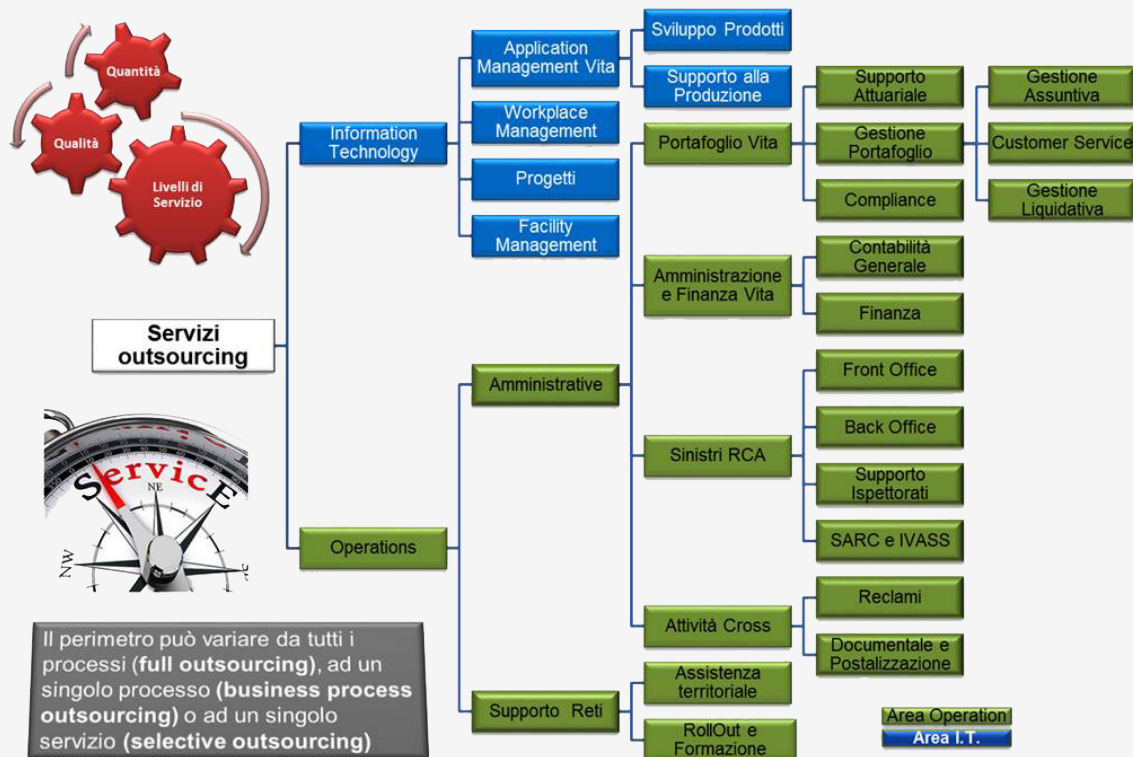 Quantità
Qualità
Livelli di
Servizio
Servizi
outsourcing
Information
Technology
Operations
Application
Management Vita
Workplace
Management
Progetti
Facility
Management
Amministrative
Supporto Reti
Sviluppo Prodotti
Supporto alla
Produzione
Portafoglio Vita
Amministrazione
e Finanza Vita
Sinistri RCA
Attività Cross
Assistenza
territoriale
RollOut e
Formazione
Supporto
Attuariale
Gestione
Portafoglio
Compliance
Contabilità
Generale
Finanza
Front Office
Back Office
Supporto
Ispettorati
SARC e IVASS
Reclami
Documentale e
Postalizzazione
Gestione
Assuntiva
Customer Service
Gestione
Liquidativa
ServicE
NE
NW
Il perimetro può variare da tutti i
processi (full outsourcing), ad un
singolo processo (business process
outsourcing) o ad un singolo
servizio (selective outsourcing)
Area Operation
Area I.T.